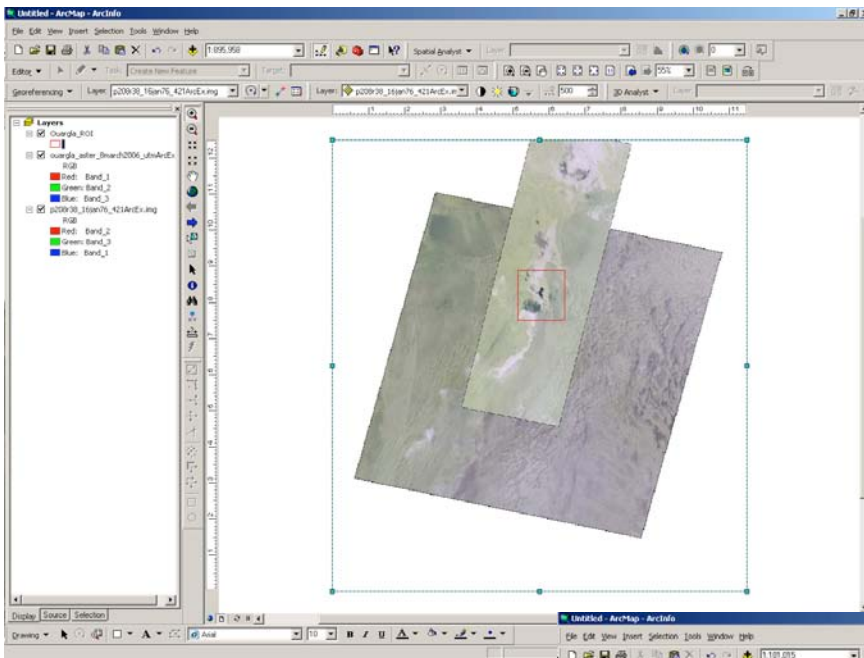 Untitled - ArcMap - ArcInfo
File Edit View Insert Selection Tools Window Help
1:895,958 Spatial Analyst Layer:
Editor Task: Create New Feature Target: 55%
Georeferencing Layer: p208r38_16jan76_421ArcEx.img Layer: p208r38_16jan76_421ArcEx.im 500 3D Analyst Layer:
Layers
Ouargla_ROI
ouargla_aster_8march2006_utmArcEx
RGB
Red: Band_1
Green: Band_2
Blue: Band_3
p208r38_16jan76_421ArcEx.img
RGB
Red: Band_2
Green: Band_3
Blue: Band_1
Display Source Selection
Drawing A Arial 10 B I U A
Untitled - ArcMap - ArcInfo
File Edit View Insert Selection Tools Window Help
1:101,015